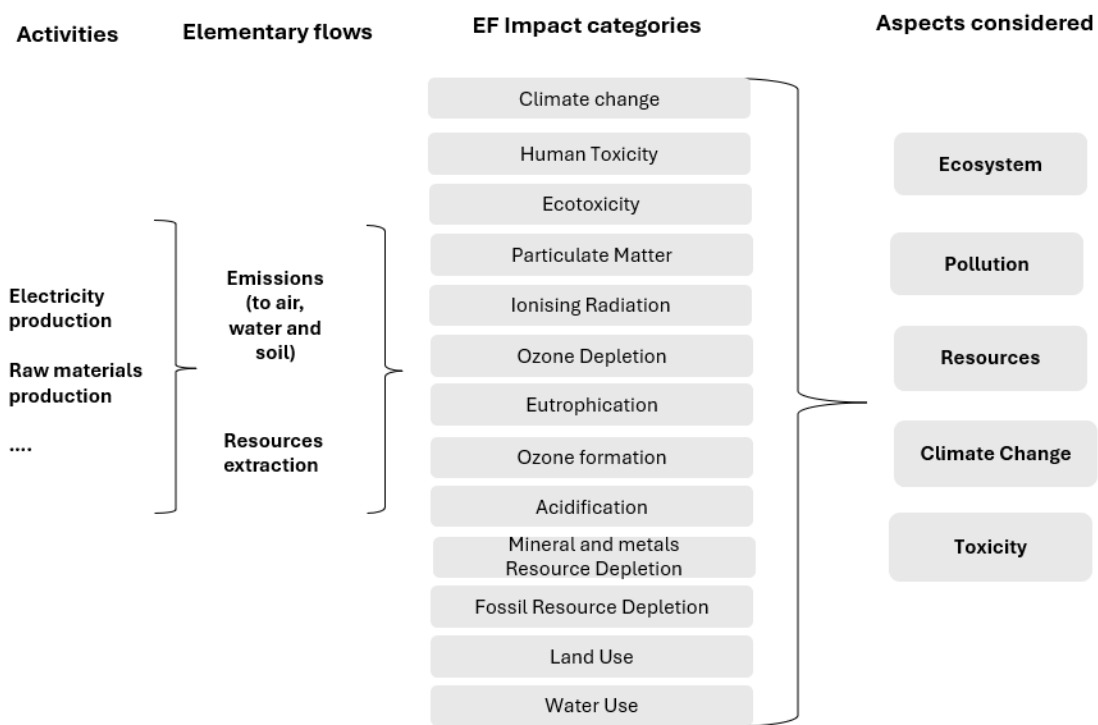 Activities
Elementary flows
EF Impact categories
Aspects considered
Electricity
production
Raw materials
production
....
Emissions
(to air,
water and
soil)
Resources
extraction
Climate change
Human Toxicity
Ecotoxicity
Particulate Matter
Ionising Radiation
Ozone Depletion
Eutrophication
Ozone formation
Acidification
Mineral and metals
Resource Depletion
Fossil Resource Depletion
Land Use
Water Use
Ecosystem
Pollution
Resources
Climate Change
Toxicity